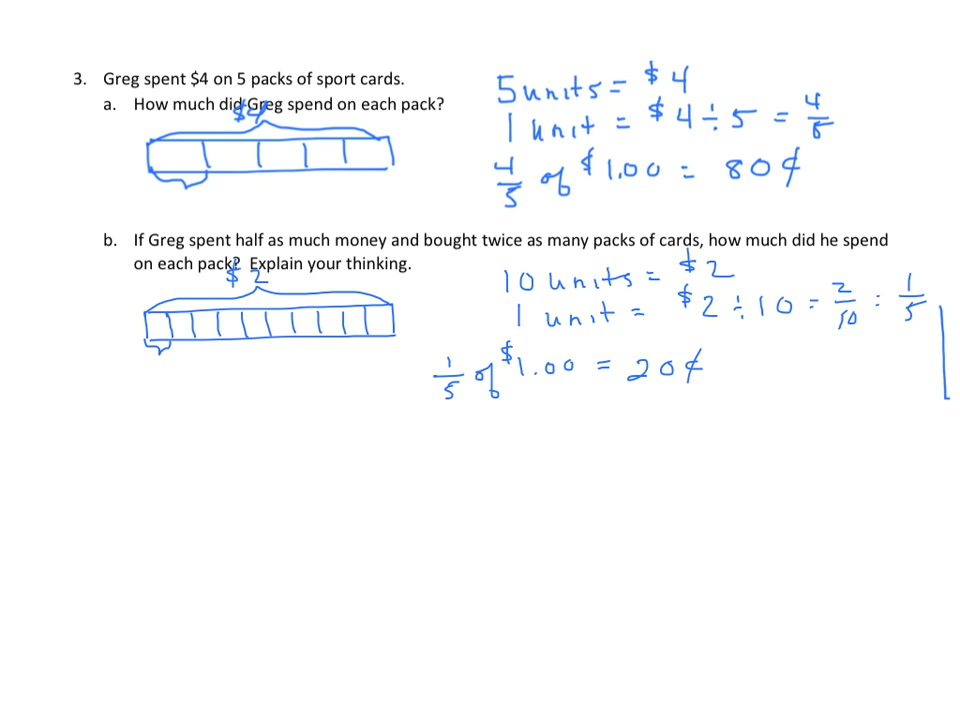 3. Greg spent $4 on 5 packs of sport cards.
a. How much did Greg spend on each pack?
$4
5 units = $4
1 unit = $4 ÷ 5 = 4/5
4/5 of $1.00 = 80¢
b. If Greg spent half as much money and bought twice as many packs of cards, how much did he spend
on each pack? Explain your thinking.
$2
10 units = $2
1 unit = $2 ÷ 10 = 2/10 = 1/5
1/5 of $1.00 = 20¢